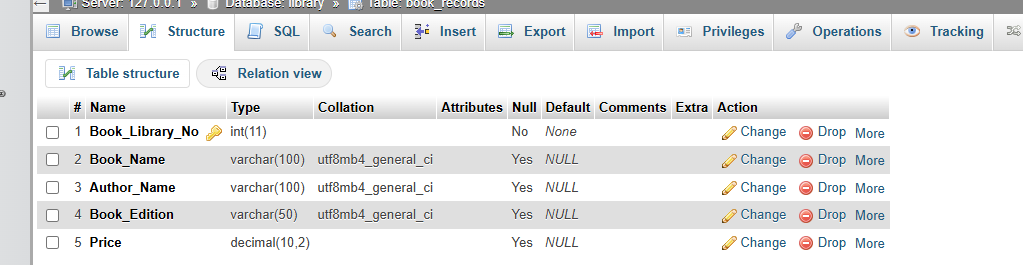 Server: 127.0.0.1 » Database: library » Table: book_records
Browse Structure SQL Search Insert Export Import Privileges Operations Tracking
Table structure Relation view
# Name Type Collation Attributes Null Default Comments Extra Action
1 Book_Library_No int(11) No None Change Drop More
2 Book_Name varchar(100) utf8mb4_general_ci Yes NULL Change Drop More
3 Author_Name varchar(100) utf8mb4_general_ci Yes NULL Change Drop More
4 Book_Edition varchar(50) utf8mb4_general_ci Yes NULL Change Drop More
5 Price decimal(10,2) Yes NULL Change Drop More